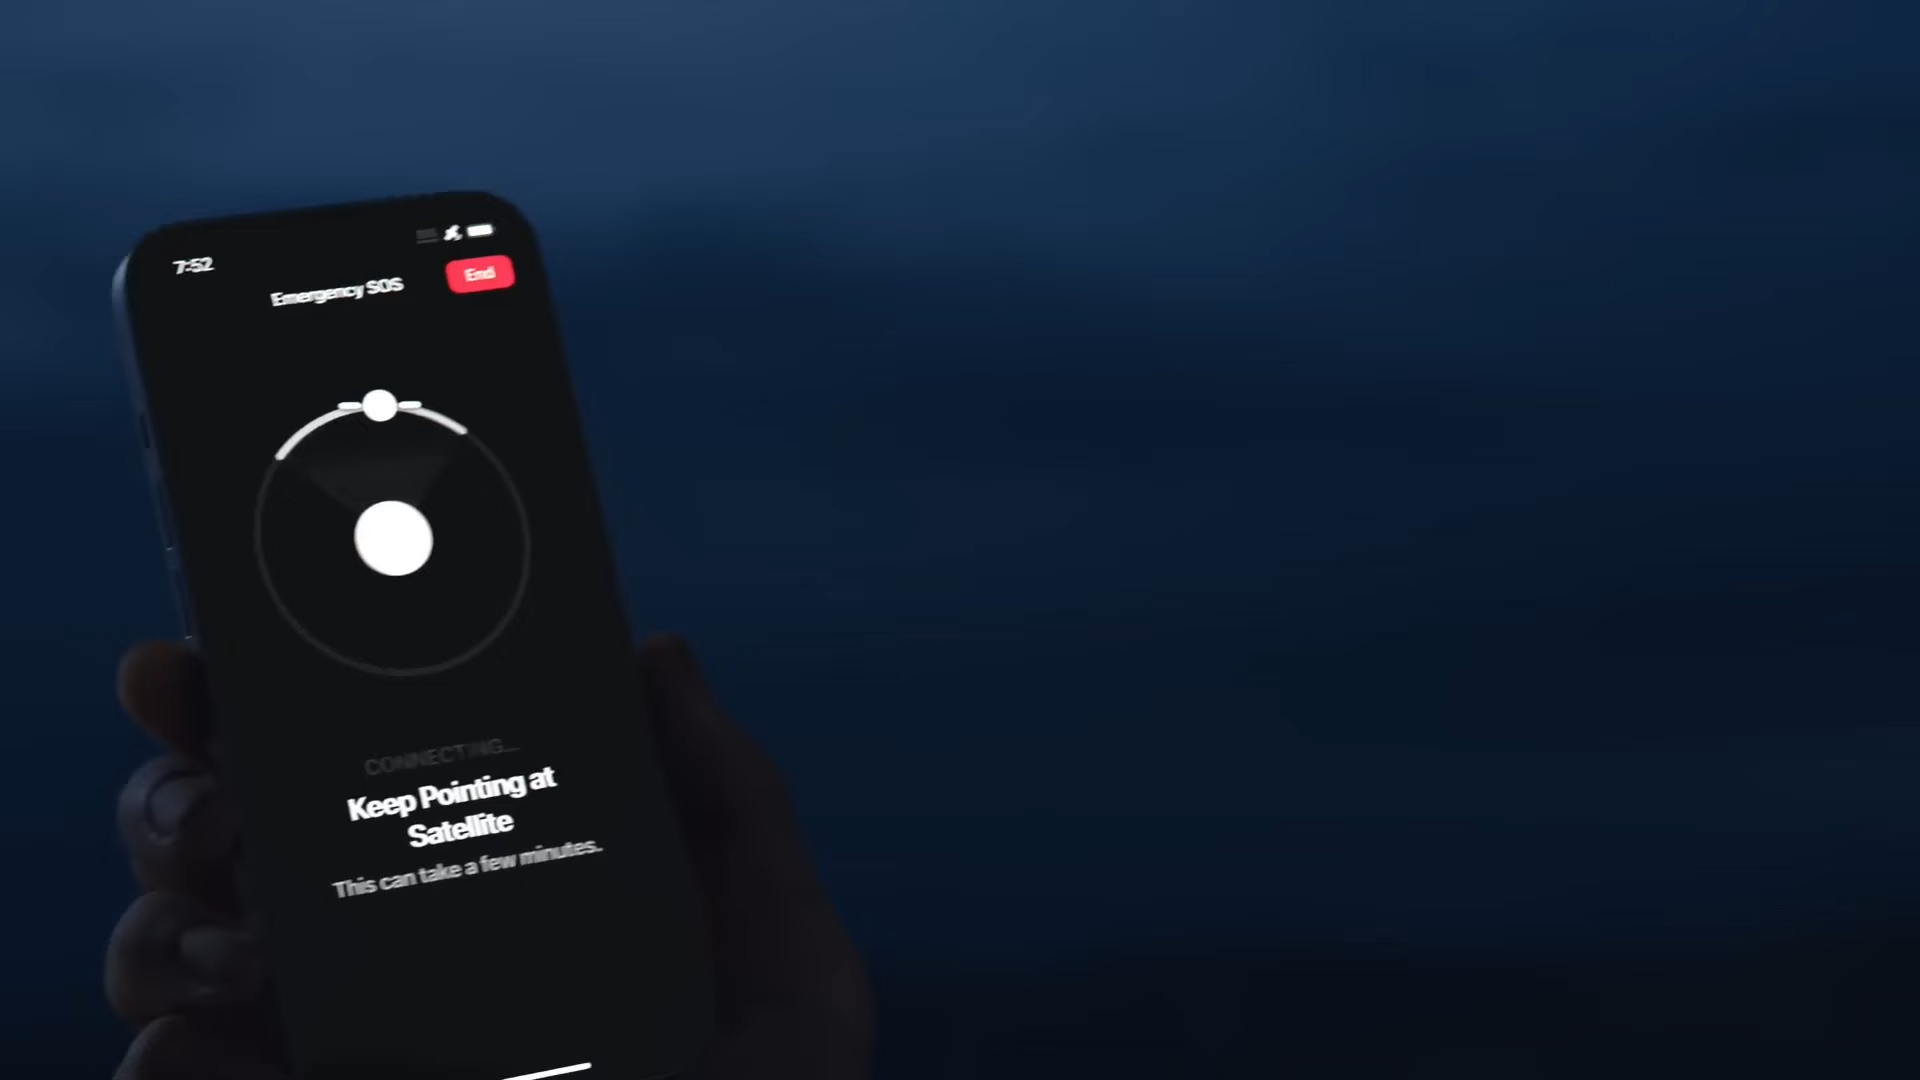 7:52
Emergency SOS
End
CONNECTING...
Keep Pointing at
Satellite
This can take a few minutes.